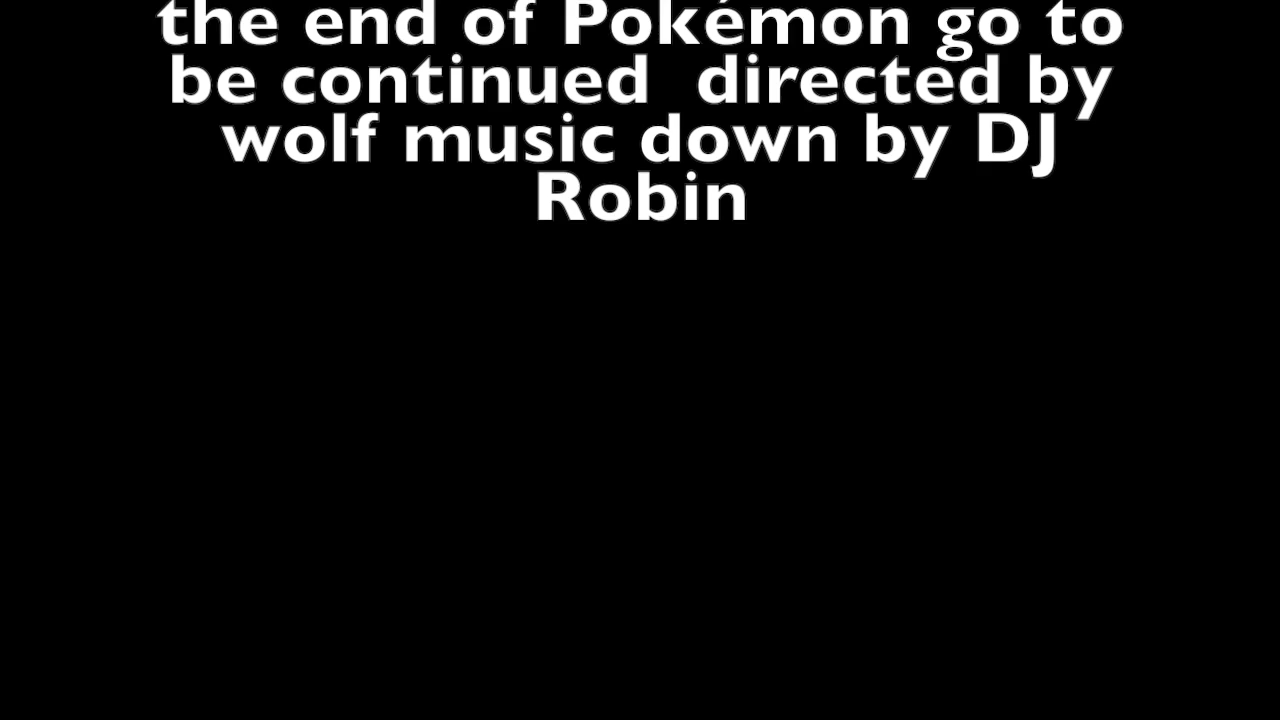 the end of Pokémon go to
be continued  directed by
wolf music down by DJ
Robin